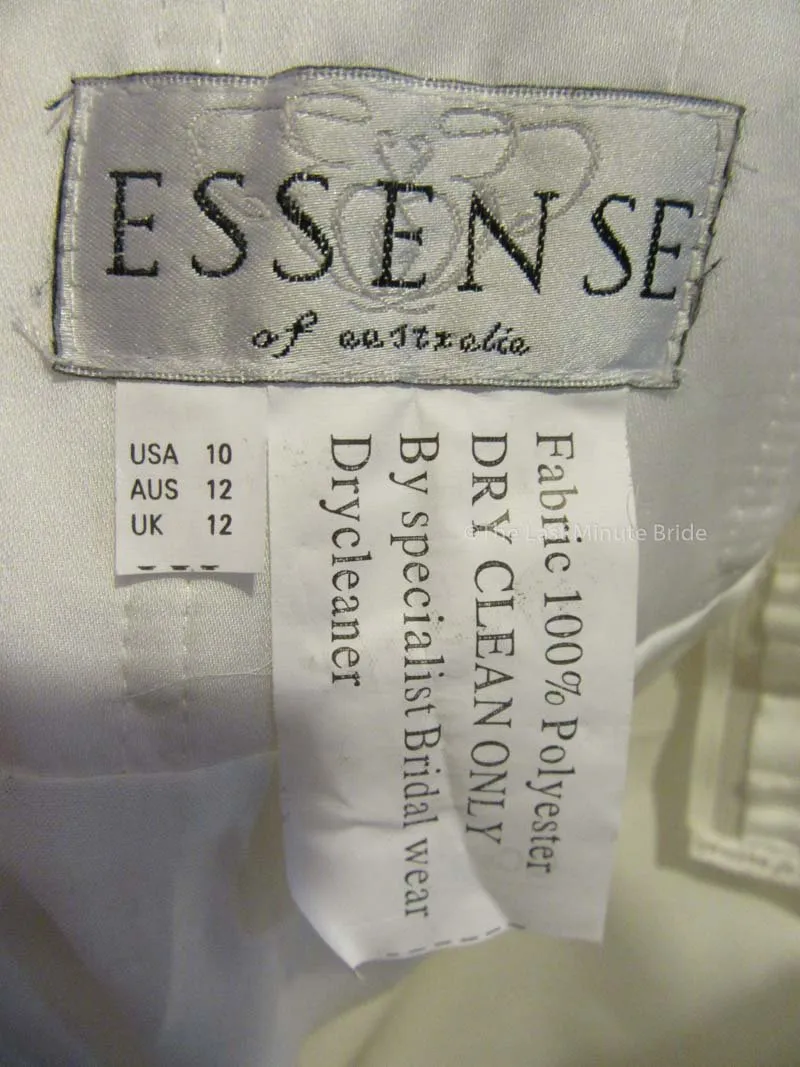 ESSENSE
of australia
USA 10
AUS 12
UK 12
Fabric 100% Polyester
DRY CLEAN ONLY
By specialist Bridal wear
Drycleaner
©The Last Minute Bride